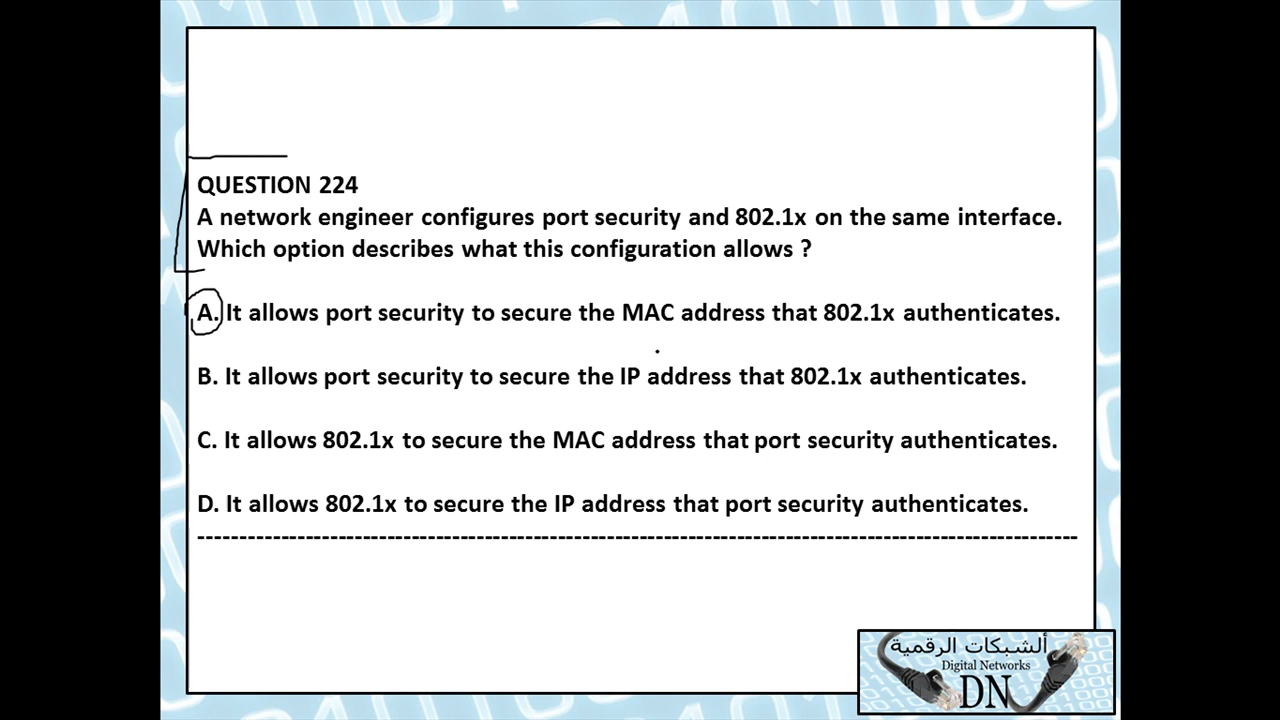 QUESTION 224
A network engineer configures port security and 802.1x on the same interface.
Which option describes what this configuration allows ?
A. It allows port security to secure the MAC address that 802.1x authenticates.
B. It allows port security to secure the IP address that 802.1x authenticates.
C. It allows 802.1x to secure the MAC address that port security authenticates.
D. It allows 802.1x to secure the IP address that port security authenticates.
ألشبكات الرقمية
Digital Networks
DN